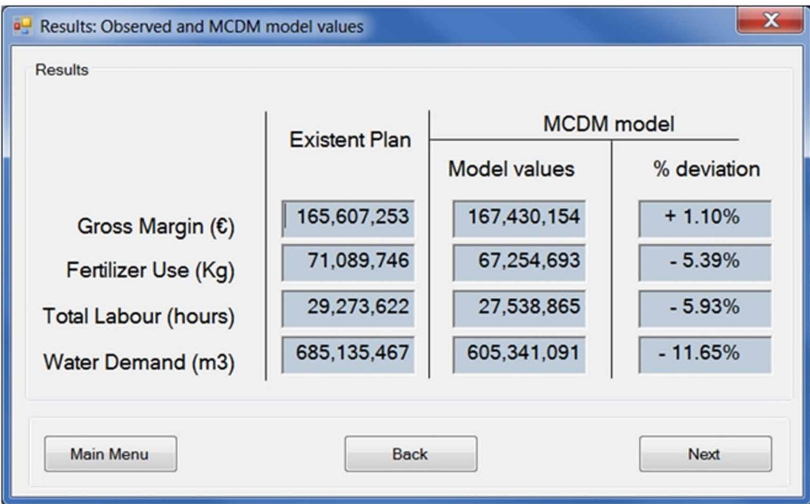 Results: Observed and MCDM model values
Results
Existent Plan
MCDM model
Model values % deviation
Gross Margin (€) 165,607,253 167,430,154 + 1.10%
Fertilizer Use (Kg) 71,089,746 67,254,693 - 5.39%
Total Labour (hours) 29,273,622 27,538,865 - 5.93%
Water Demand (m3) 685,135,467 605,341,091 - 11.65%
Main Menu Back Next